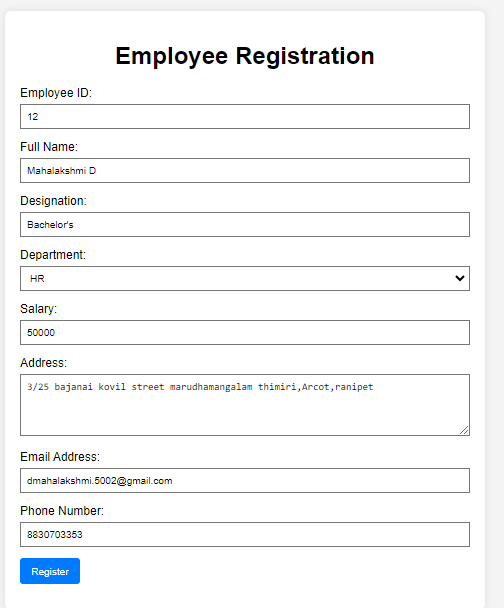 Employee Registration
Employee ID:
12
Full Name:
Mahalakshmi D
Designation:
Bachelor's
Department:
HR
Salary:
50000
Address:
3/25 bajanai kovil street marudhamangalam thimiri,Arcot,ranipet
Email Address:
dmahalakshmi.5002@gmail.com
Phone Number:
8830703353
Register